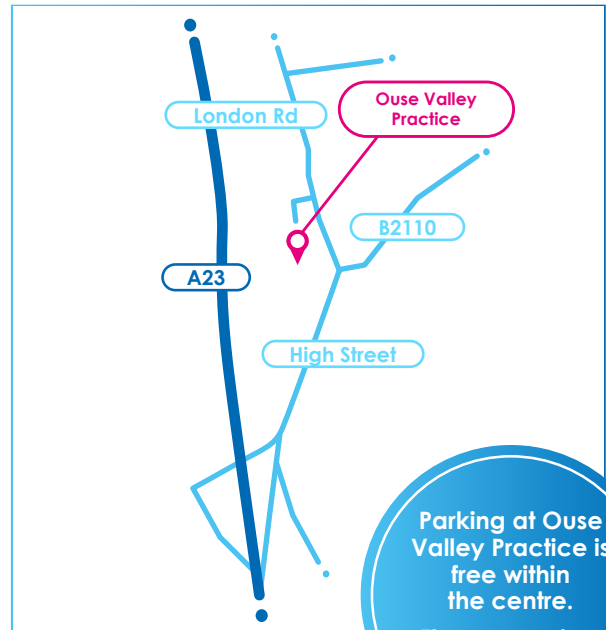 London Rd
Ouse Valley
Practice
B2110
A23
High Street
Parking at Ouse
Valley Practice is
free within
the centre.